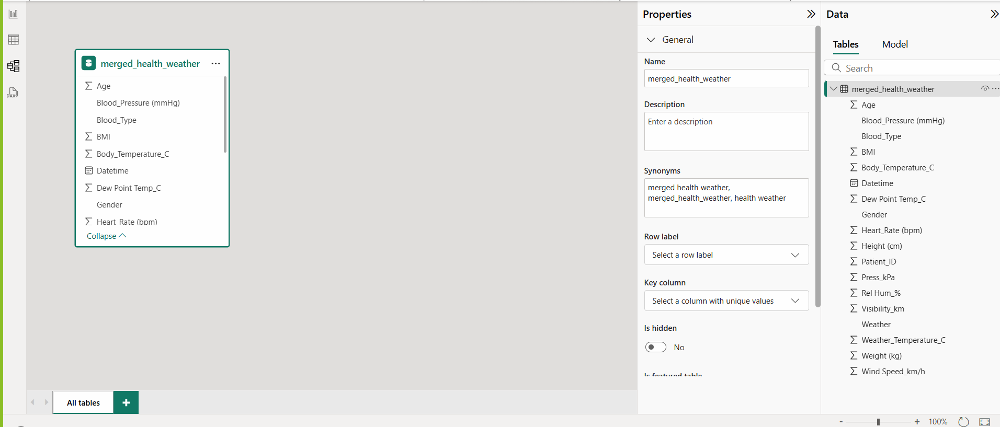 DAX
merged_health_weather ...
Age
Blood_Pressure (mmHg)
Blood_Type
BMI
Body_Temperature_C
Datetime
Dew Point Temp_C
Gender
Heart Rate (bpm)
Collapse
All tables
+
Properties
General
Name
merged_health_weather
Description
Enter a description
Synonyms
merged health weather,
merged_health_weather, health weather
Row label
Select a row label
Key column
Select a column with unique values
Is hidden
No
Is featured table
Data
Tables Model
Search
merged_health_weather ...
Age
Blood_Pressure (mmHg)
Blood_Type
BMI
Body_Temperature_C
Datetime
Dew Point Temp_C
Gender
Heart_Rate (bpm)
Height (cm)
Patient_ID
Press_kPa
Rel Hum_%
Visibility_km
Weather
Weather_Temperature_C
Weight (kg)
Wind Speed_km/h
- + 100%